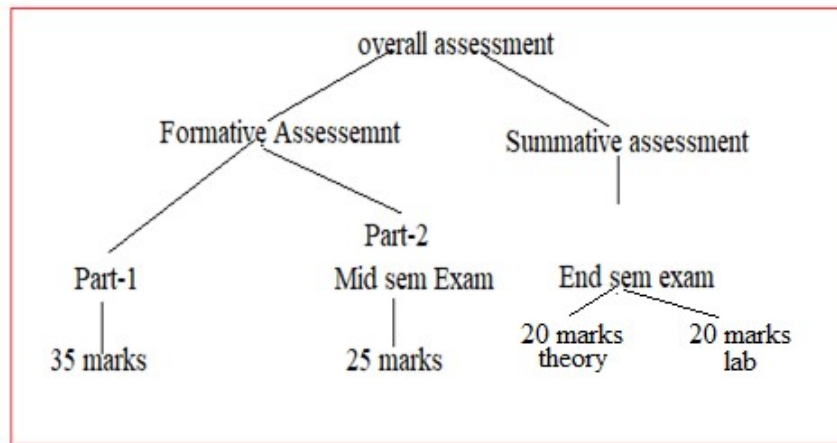 overall assessment
Formative Assessemnt
Summative assessment
Part-2
Part-1
Mid sem Exam
End sem exam
35 marks
25 marks
20 marks
theory
20 marks
lab